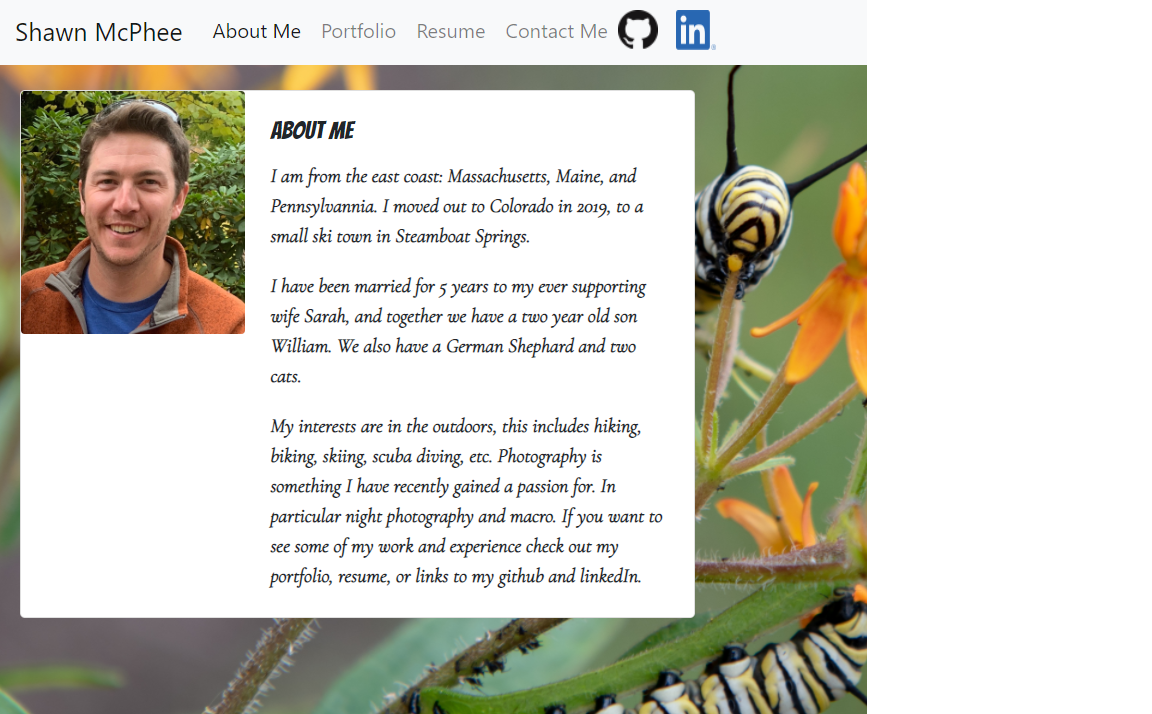 Shawn McPhee About Me Portfolio Resume Contact Me in
ABOUT ME
I am from the east coast: Massachusetts, Maine, and
Pennsylvannia. I moved out to Colorado in 2019, to a
small ski town in Steamboat Springs.
I have been married for 5 years to my ever supporting
wife Sarah, and together we have a two year old son
William. We also have a German Shephard and two
cats.
My interests are in the outdoors, this includes hiking,
biking, skiing, scuba diving, etc. Photography is
something I have recently gained a passion for. In
particular night photography and macro. If you want to
see some of my work and experience check out my
portfolio, resume, or links to my github and linkedIn.